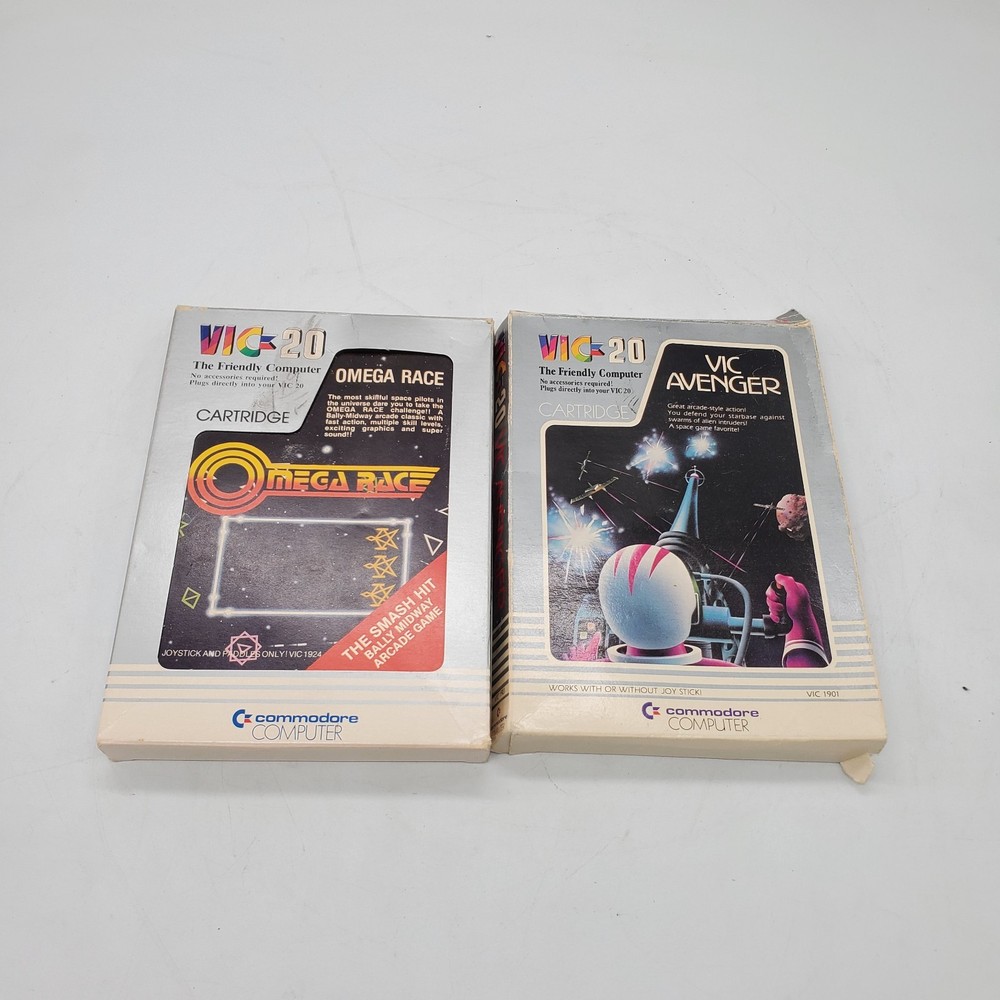 VIC-20
The Friendly Computer
No accessories required!
Plugs directly into your VIC 20
CARTRIDGE
OMEGA RACE
The most skillful space pilots in
the universe dare you to take the
OMEGA RACE challenge!! A
Bally-Midway arcade classic with
fast action, multiple skill levels,
exciting graphics and super
sound!!
OMEGA RACE
THE SMASH HIT
BALLY MIDWAY
ARCADE GAME
JOYSTICK AND PADDLES ONLY! VIC 1924
commodore
COMPUTER
VIC-20
The Friendly Computer
No accessories required!
Plugs directly into your VIC 20
CARTRIDGE
VIC
AVENGER
Great arcade-style action!
You defend your starbase against
swarms of alien intruders!
A space game favorite!
WORKS WITH OR WITHOUT JOY STICK!
VIC 1901
commodore
COMPUTER